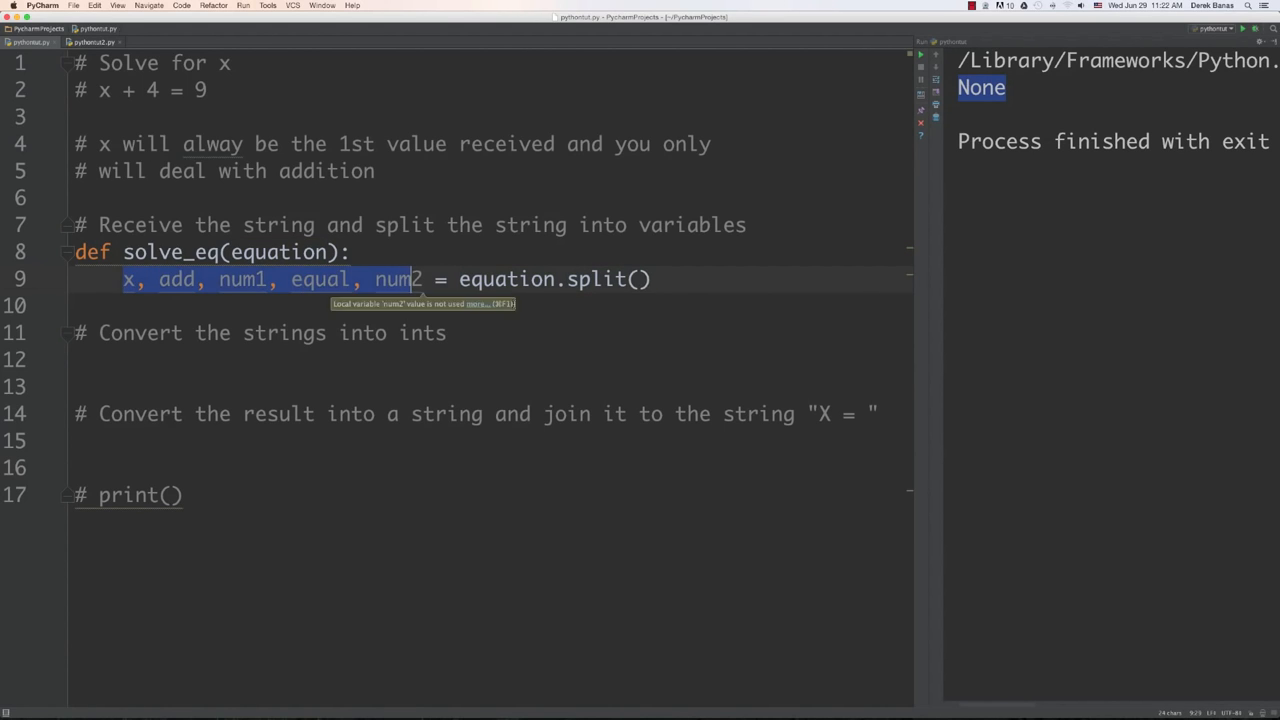 PyCharm File Edit View Navigate Code Refactor Run Tools VCS Window Help 10 Wed Jun 29 11:22 AM Derek Banas
pythontut.py - PycharmProjects - [~/PycharmProjects]
PycharmProjects pythontut.py pythontut
pythontut.py pythontut2.py Run pythontut
1 # Solve for x
2 # x + 4 = 9
3
4 # x will alway be the 1st value received and you only
5 # will deal with addition
6
7 # Receive the string and split the string into variables
8 def solve_eq(equation):
9 x, add, num1, equal, num2 = equation.split()
Local variable 'num2' value is not used more... (⌘F1)
10
11 # Convert the strings into ints
12
13
14 # Convert the result into a string and join it to the string "X = "
15
16
17 # print()
/Library/Frameworks/Python.
None
Process finished with exit
24 chars 9:29 LF‡ UTF-8‡